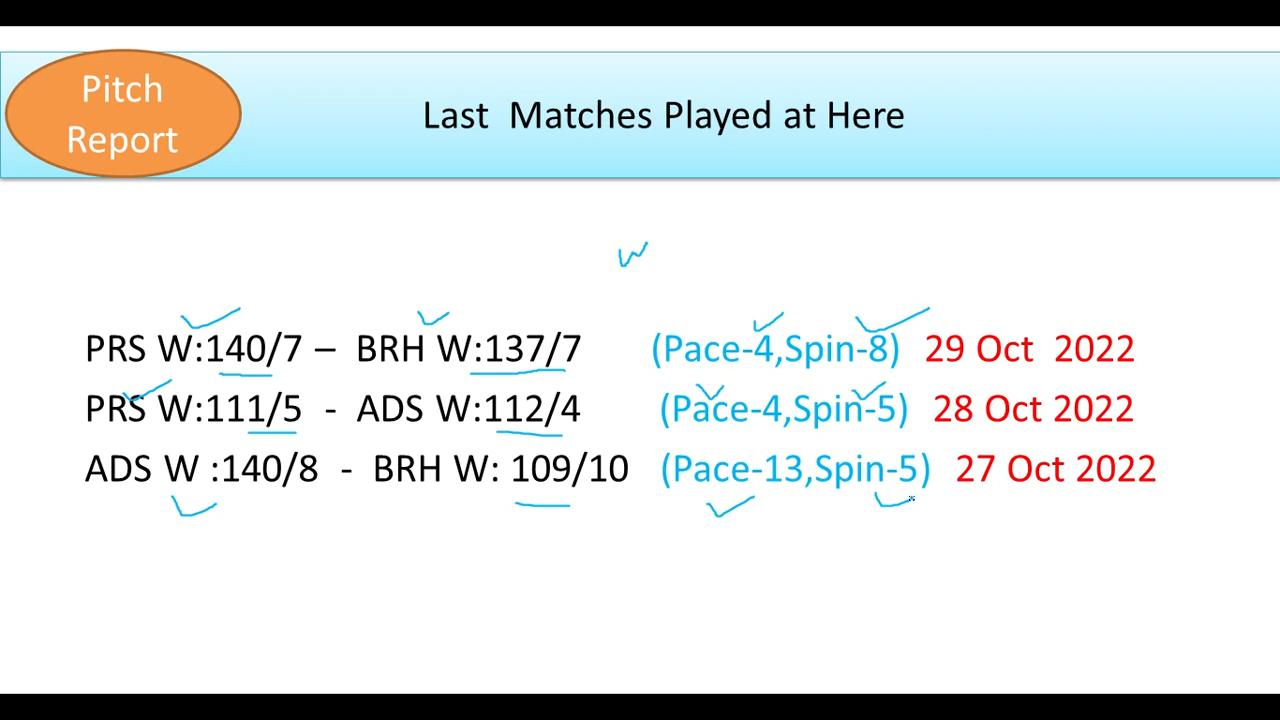 Pitch
Report
Last Matches Played at Here
w
PRS W:140/7 – BRH W:137/7 (Pace-4,Spin-8) 29 Oct 2022
PRS W:111/5 - ADS W:112/4 (Pace-4,Spin-5) 28 Oct 2022
ADS W :140/8 - BRH W: 109/10 (Pace-13,Spin-5) 27 Oct 2022